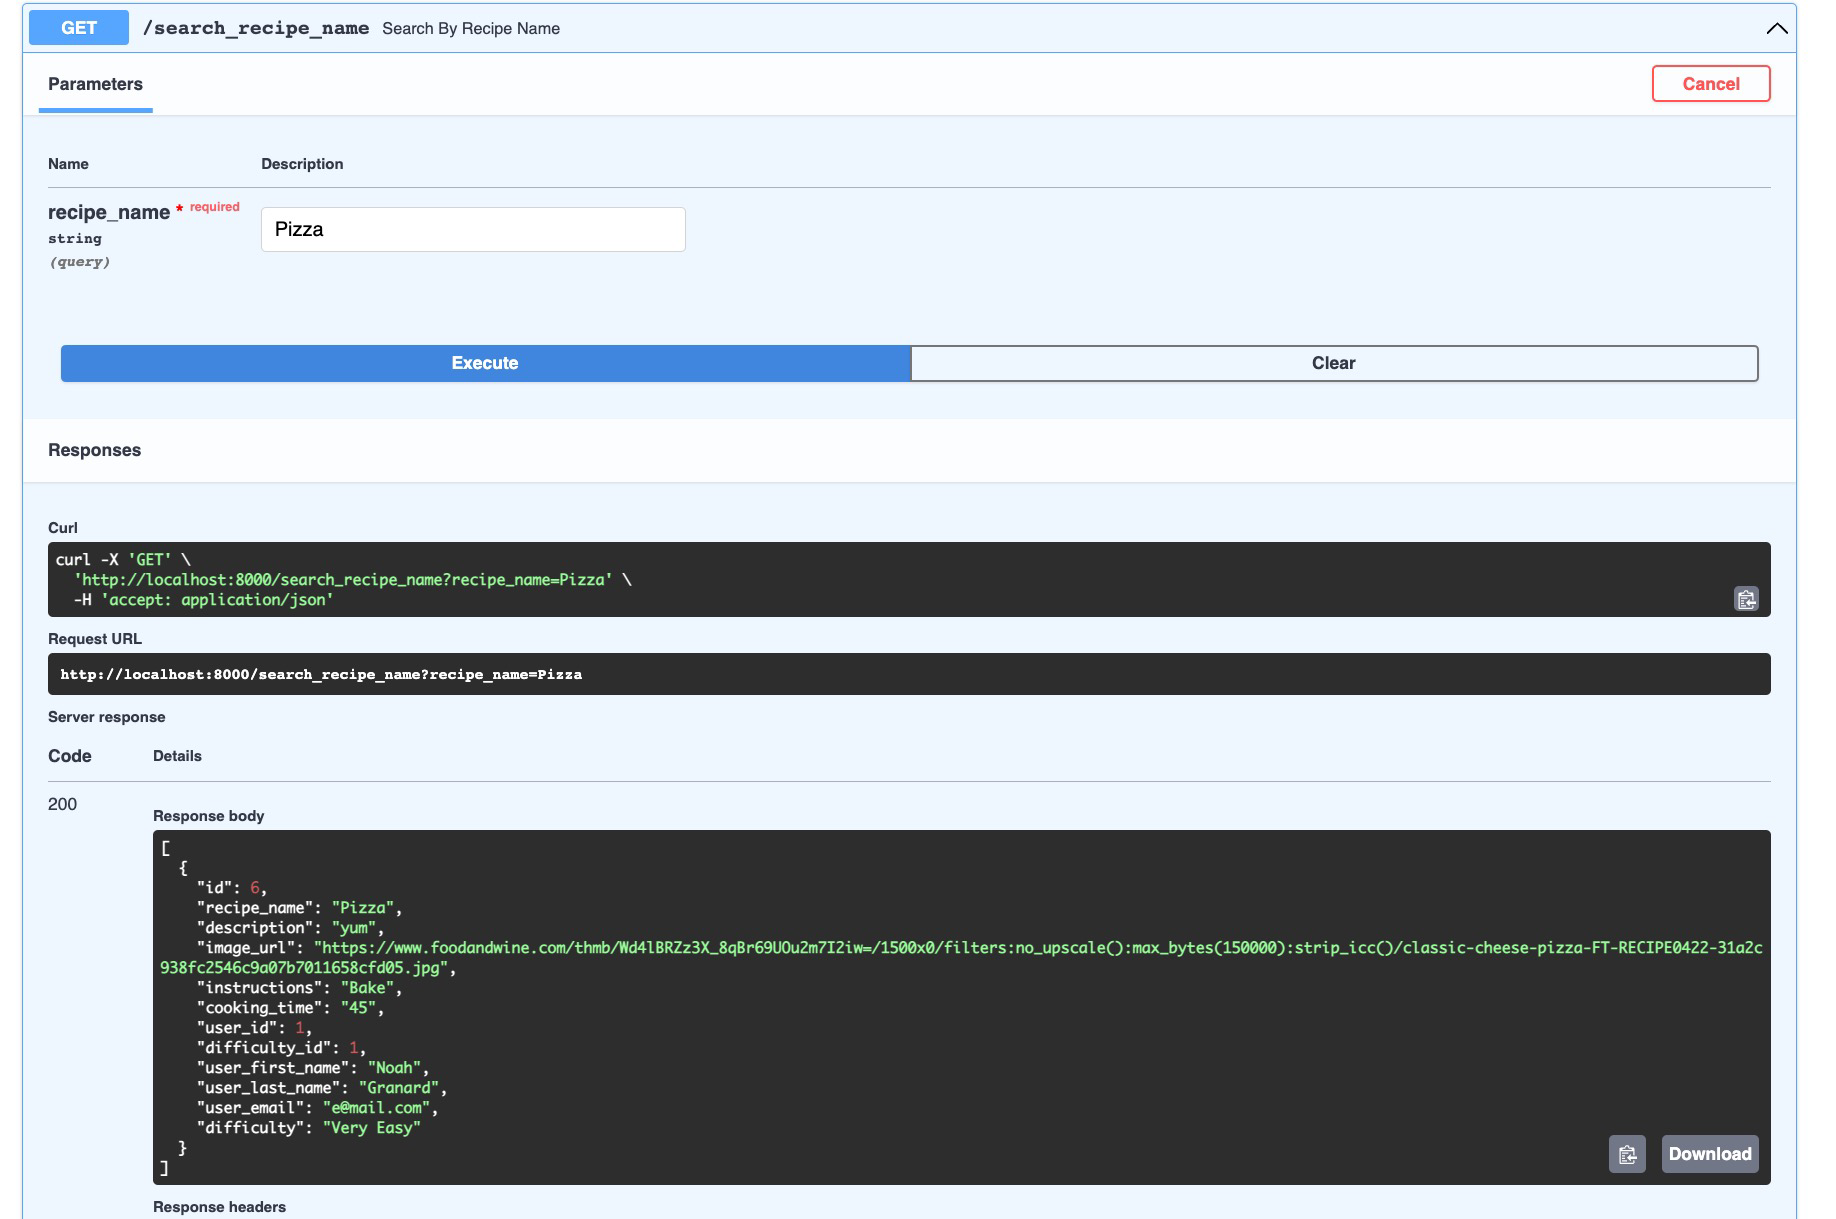 GET /search_recipe_name Search By Recipe Name
Parameters
Cancel
Name Description
recipe_name * required
string
(query)
Pizza
Execute Clear
Responses
Curl
curl -X 'GET' \
'http://localhost:8000/search_recipe_name?recipe_name=Pizza' \
-H 'accept: application/json'
Request URL
http://localhost:8000/search_recipe_name?recipe_name=Pizza
Server response
Code Details
200
Response body
[
{
"id": 6,
"recipe_name": "Pizza",
"description": "yum",
"image_url": "https://www.foodandwine.com/thmb/Wd4lBRZz3X_8qBr69UOu2m7I2iw=/1500x0/filters:no_upscale():max_bytes(150000):strip_icc()/classic-cheese-pizza-FT-RECIPE0422-31a2c
938fc2546c9a07b7011658cfd05.jpg",
"instructions": "Bake",
"cooking_time": "45",
"user_id": 1,
"difficulty_id": 1,
"user_first_name": "Noah",
"user_last_name": "Granard",
"user_email": "e@mail.com",
"difficulty": "Very Easy"
}
]
Download
Response headers